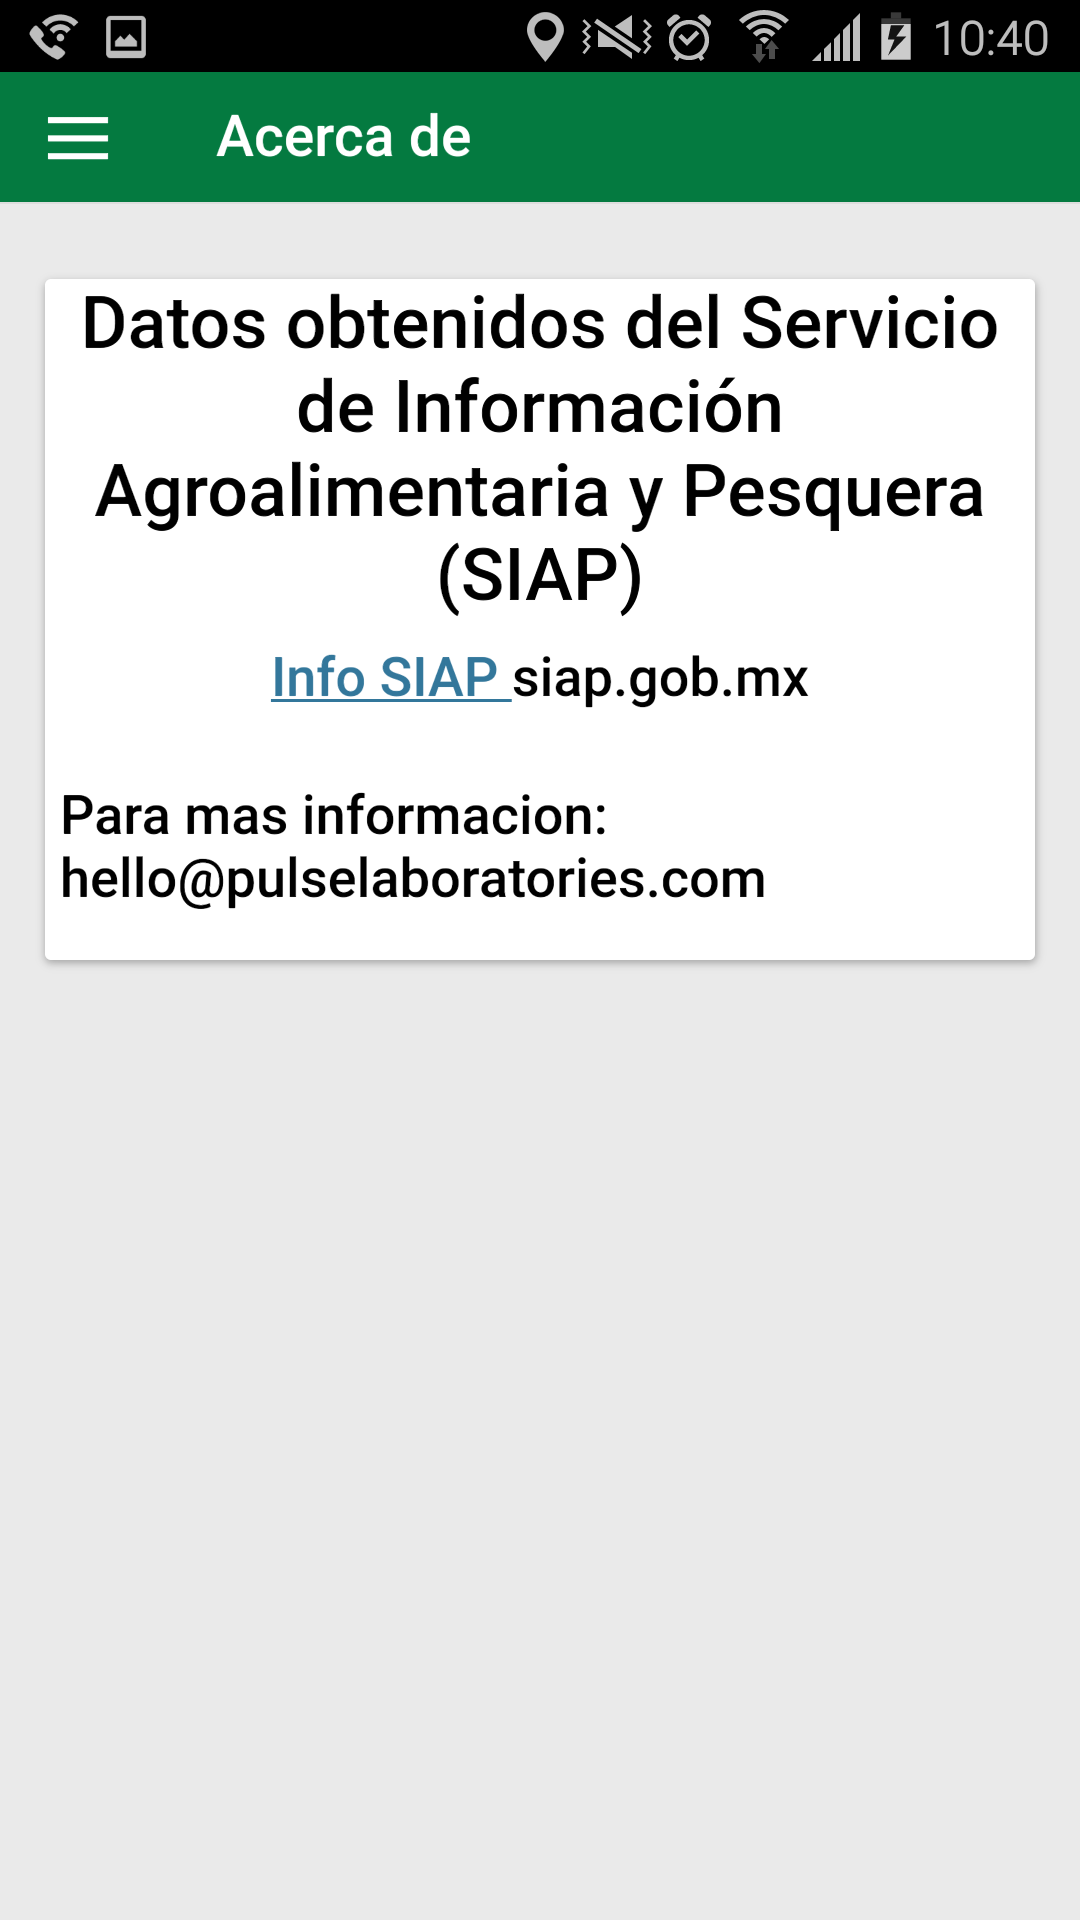 10:40
Acerca de
Datos obtenidos del Servicio
de Información
Agroalimentaria y Pesquera
(SIAP)
Info SIAP siap.gob.mx
Para mas informacion:
hello@pulselaboratories.com